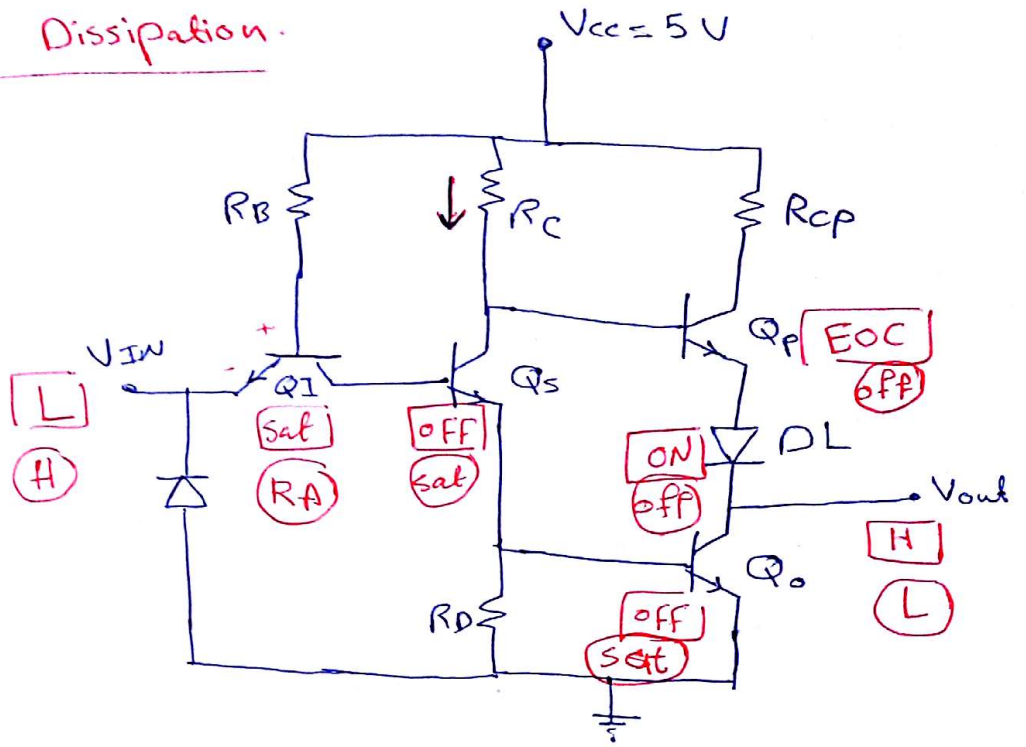 Dissipation.
Vcc = 5 V
RB
RC
RCP
VIN
+
-
QI
QS
QP
EOC
off
L
H
sat
RA
OFF
sat
ON
off
DL
Vout
H
L
Qo
OFF
sat
RD